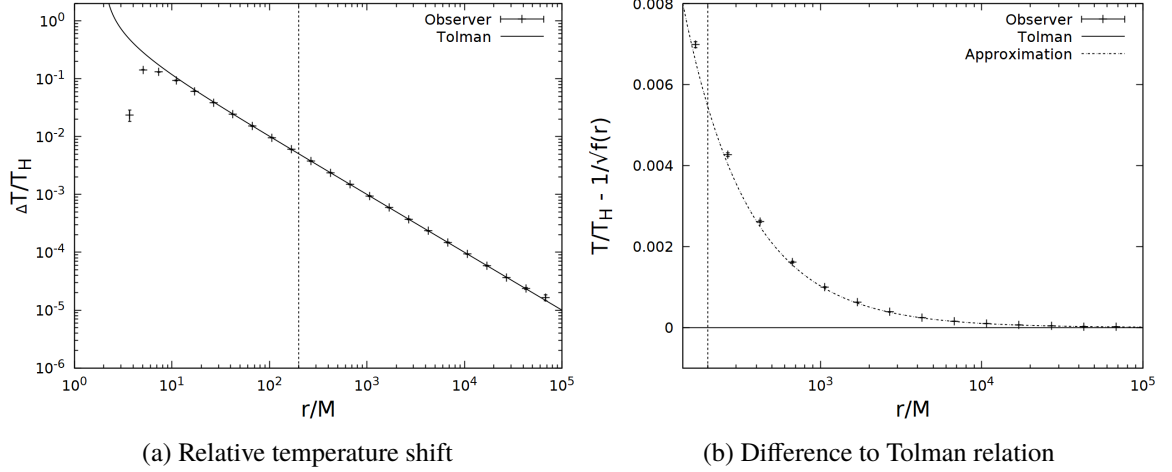 10^0
10^-1
10^-2
10^-3
10^-4
10^-5
10^-6
ΔT/T_H
Observer
Tolman
10^0 10^1 10^2 10^3 10^4 10^5
r/M
(a) Relative temperature shift
0.008
0.006
0.004
0.002
0
T/T_H - 1/√f(r)
Observer
Tolman
Approximation
10^3 10^4 10^5
r/M
(b) Difference to Tolman relation